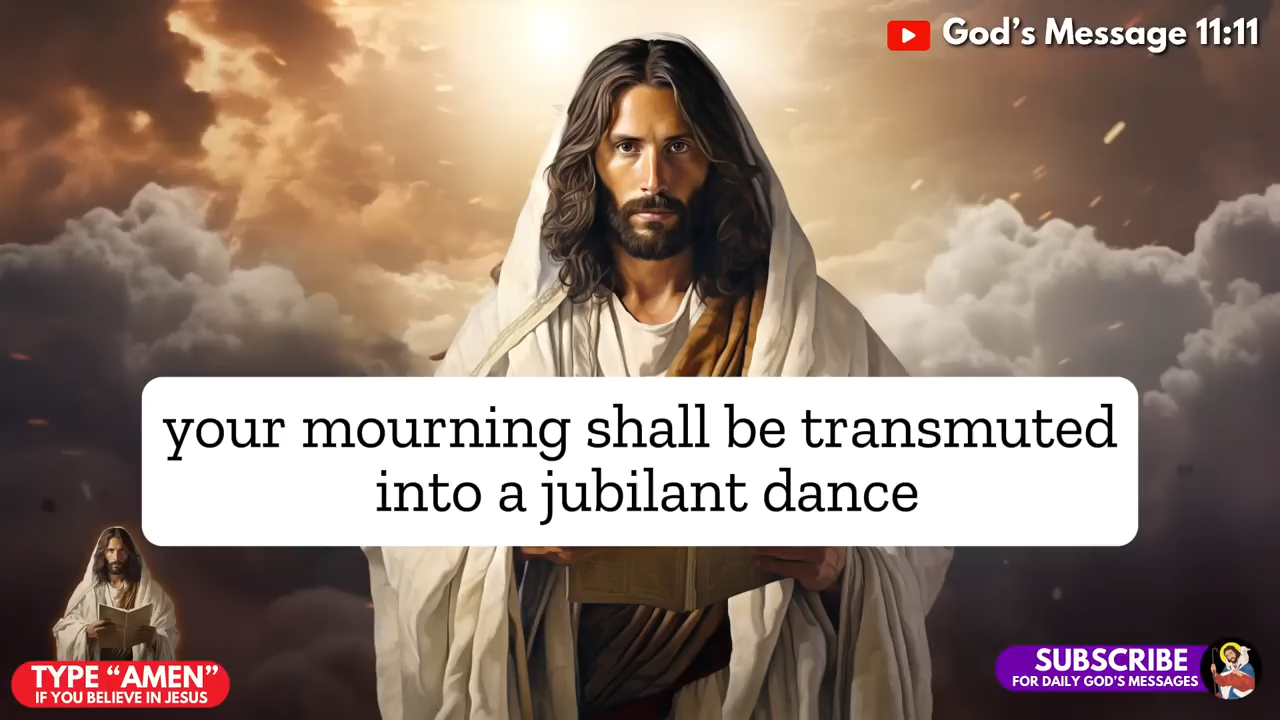 God's Message 11:11
your mourning shall be transmuted
into a jubilant dance
TYPE “AMEN”
IF YOU BELIEVE IN JESUS
SUBSCRIBE
FOR DAILY GOD'S MESSAGES